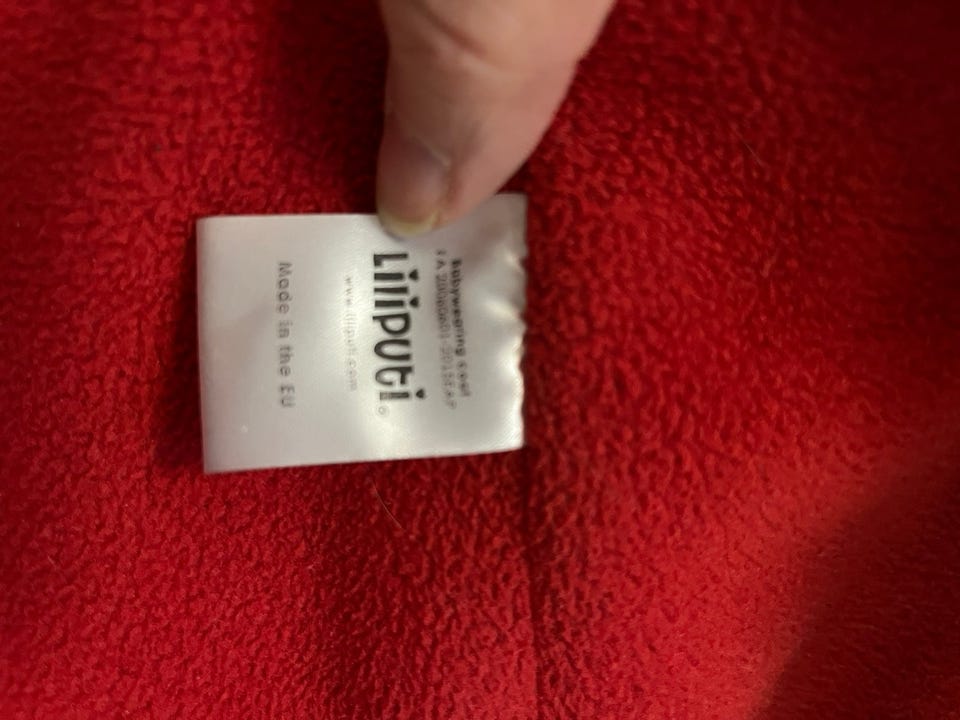 Babywearing coat
LiliPUti®
www.liliputi.com
Made in the EU